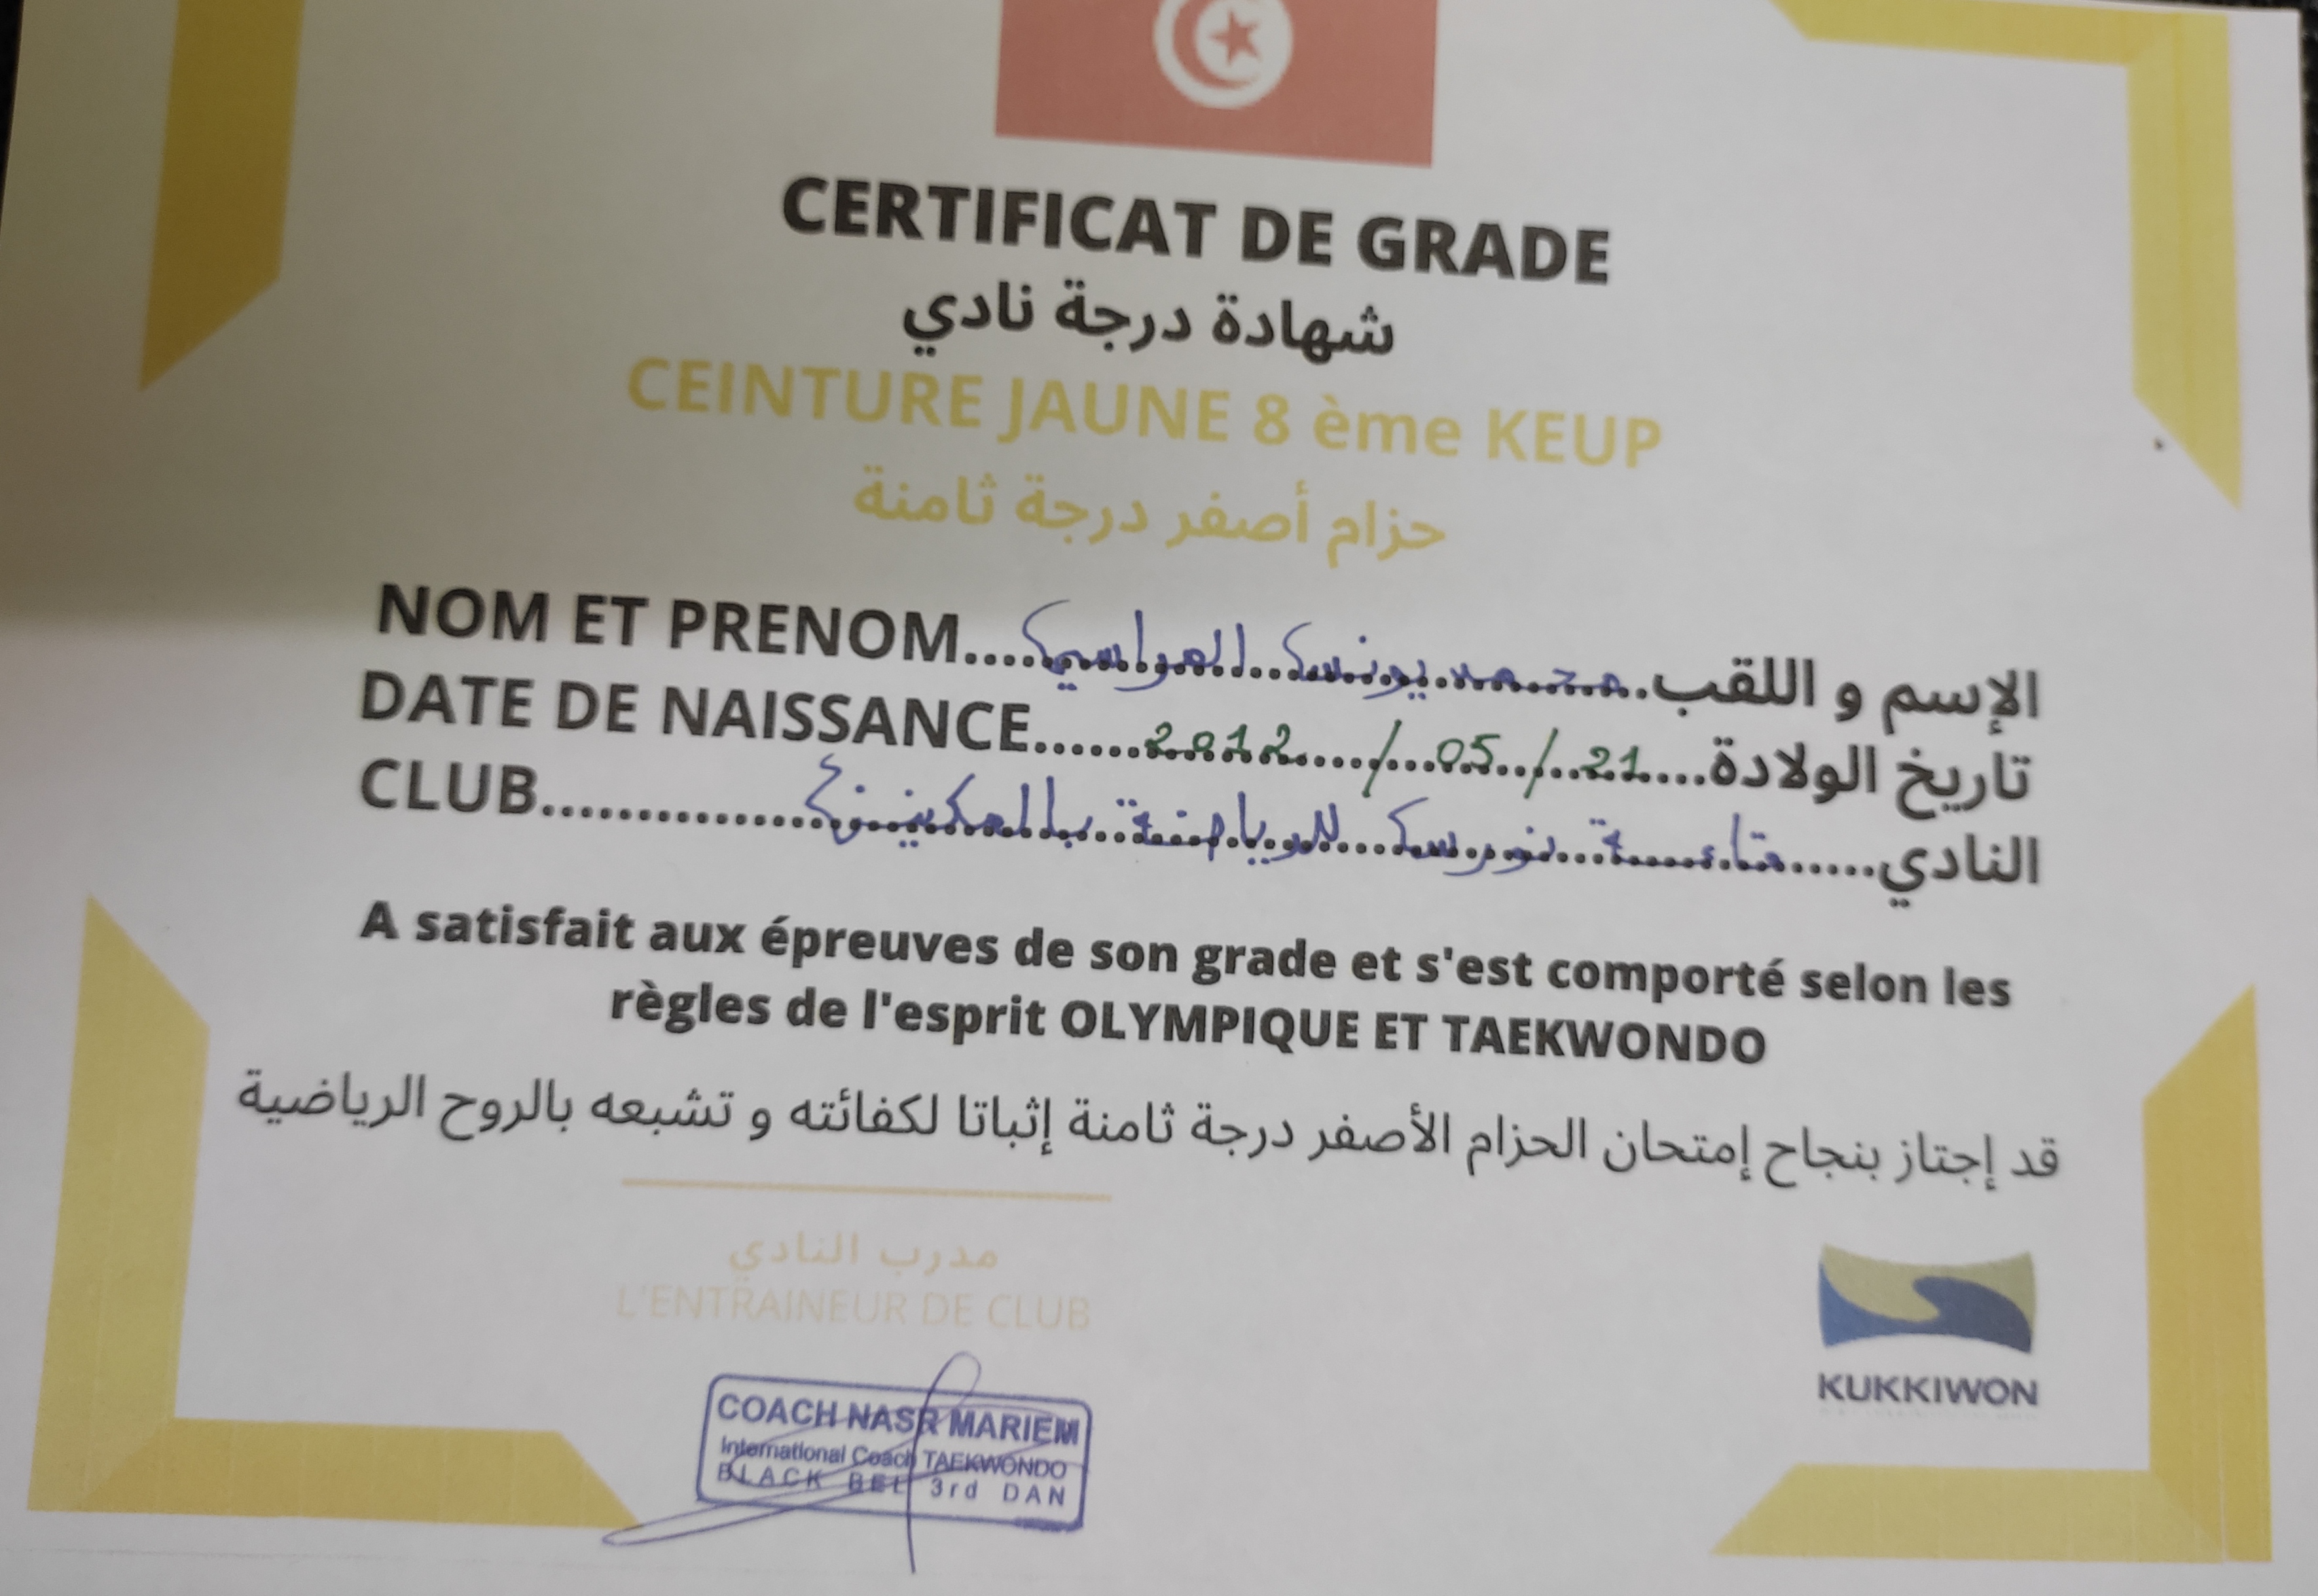 CERTIFICAT DE GRADE
شهادة درجة نادي
CEINTURE JAUNE 8 ème KEUP
حزام أصفر درجة ثامنة
NOM ET PRENOM.... محمد يونس العراسي .الإسم و اللقب
DATE DE NAISSANCE...... 2012 / 05 / 21 ....تاريخ الولادة
CLUB............... قاعة نورس للرياضة بالمكنين ......النادي
A satisfait aux épreuves de son grade et s'est comporté selon les
règles de l'esprit OLYMPIQUE ET TAEKWONDO
قد إجتاز بنجاح إمتحان الحزام الأصفر درجة ثامنة إثباتا لكفائته و تشبعه بالروح الرياضية
مدرب النادي
L'ENTRAINEUR DE CLUB
COACH NASR MARIEM
International Coach TAEKWONDO
BLACK BEL 3rd DAN
KUKKIWON